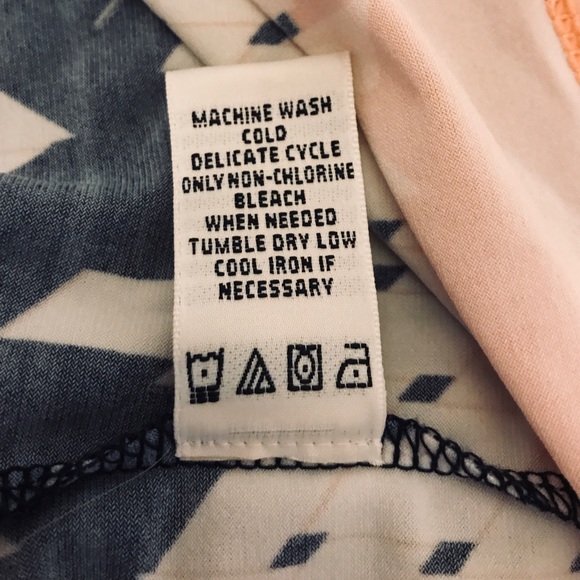 MACHINE WASH
COLD
DELICATE CYCLE
ONLY NON-CHLORINE
BLEACH
WHEN NEEDED
TUMBLE DRY LOW
COOL IRON IF
NECESSARY